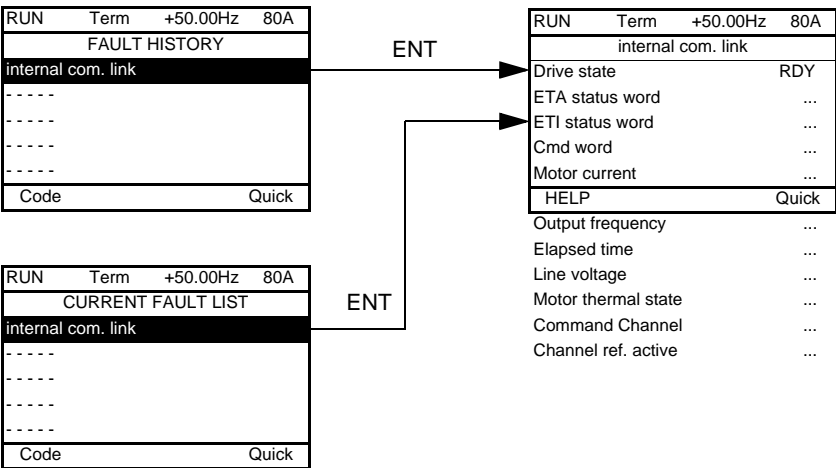 RUN Term +50.00Hz 80A
FAULT HISTORY
internal com. link
- - - - -
- - - - -
- - - - -
- - - - -
Code Quick
ENT
RUN Term +50.00Hz 80A
CURRENT FAULT LIST
internal com. link
- - - - -
- - - - -
- - - - -
- - - - -
Code Quick
ENT
RUN Term +50.00Hz 80A
internal com. link
Drive state RDY
ETA status word ...
ETI status word ...
Cmd word ...
Motor current ...
HELP Quick
Output frequency ...
Elapsed time ...
Line voltage ...
Motor thermal state ...
Command Channel ...
Channel ref. active ...